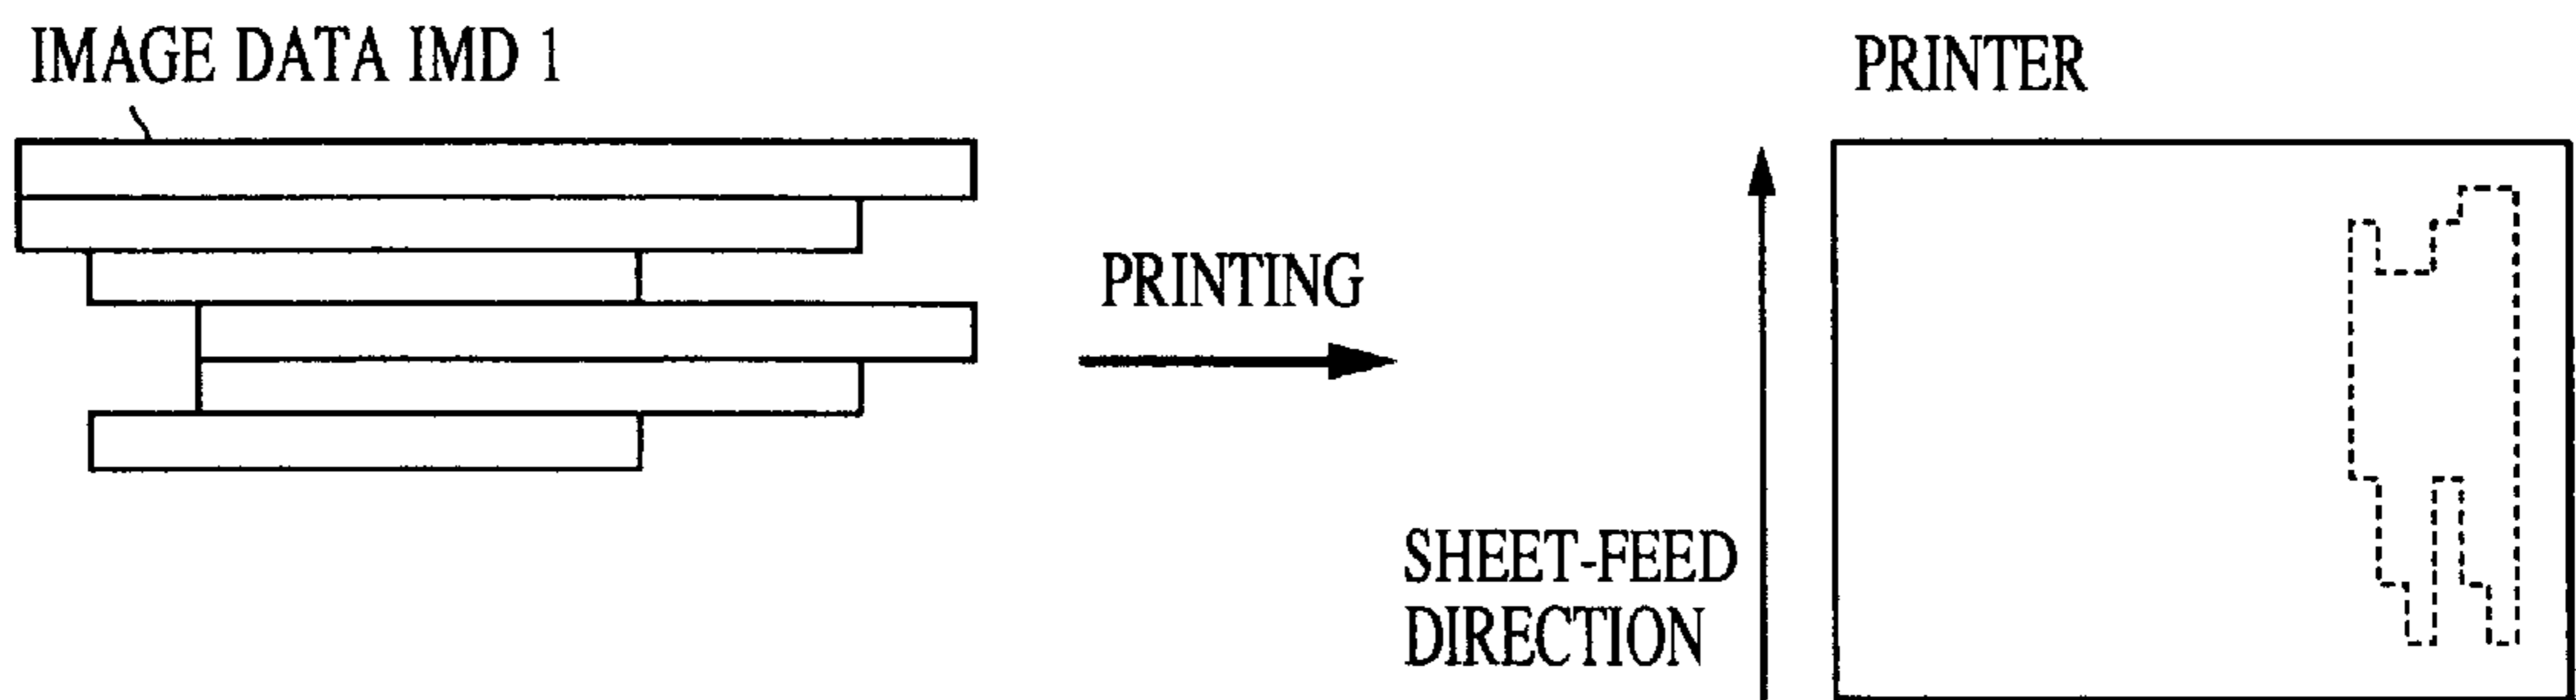 IMAGE DATA IMD 1
PRINTER
PRINTING
SHEET-FEED
DIRECTION